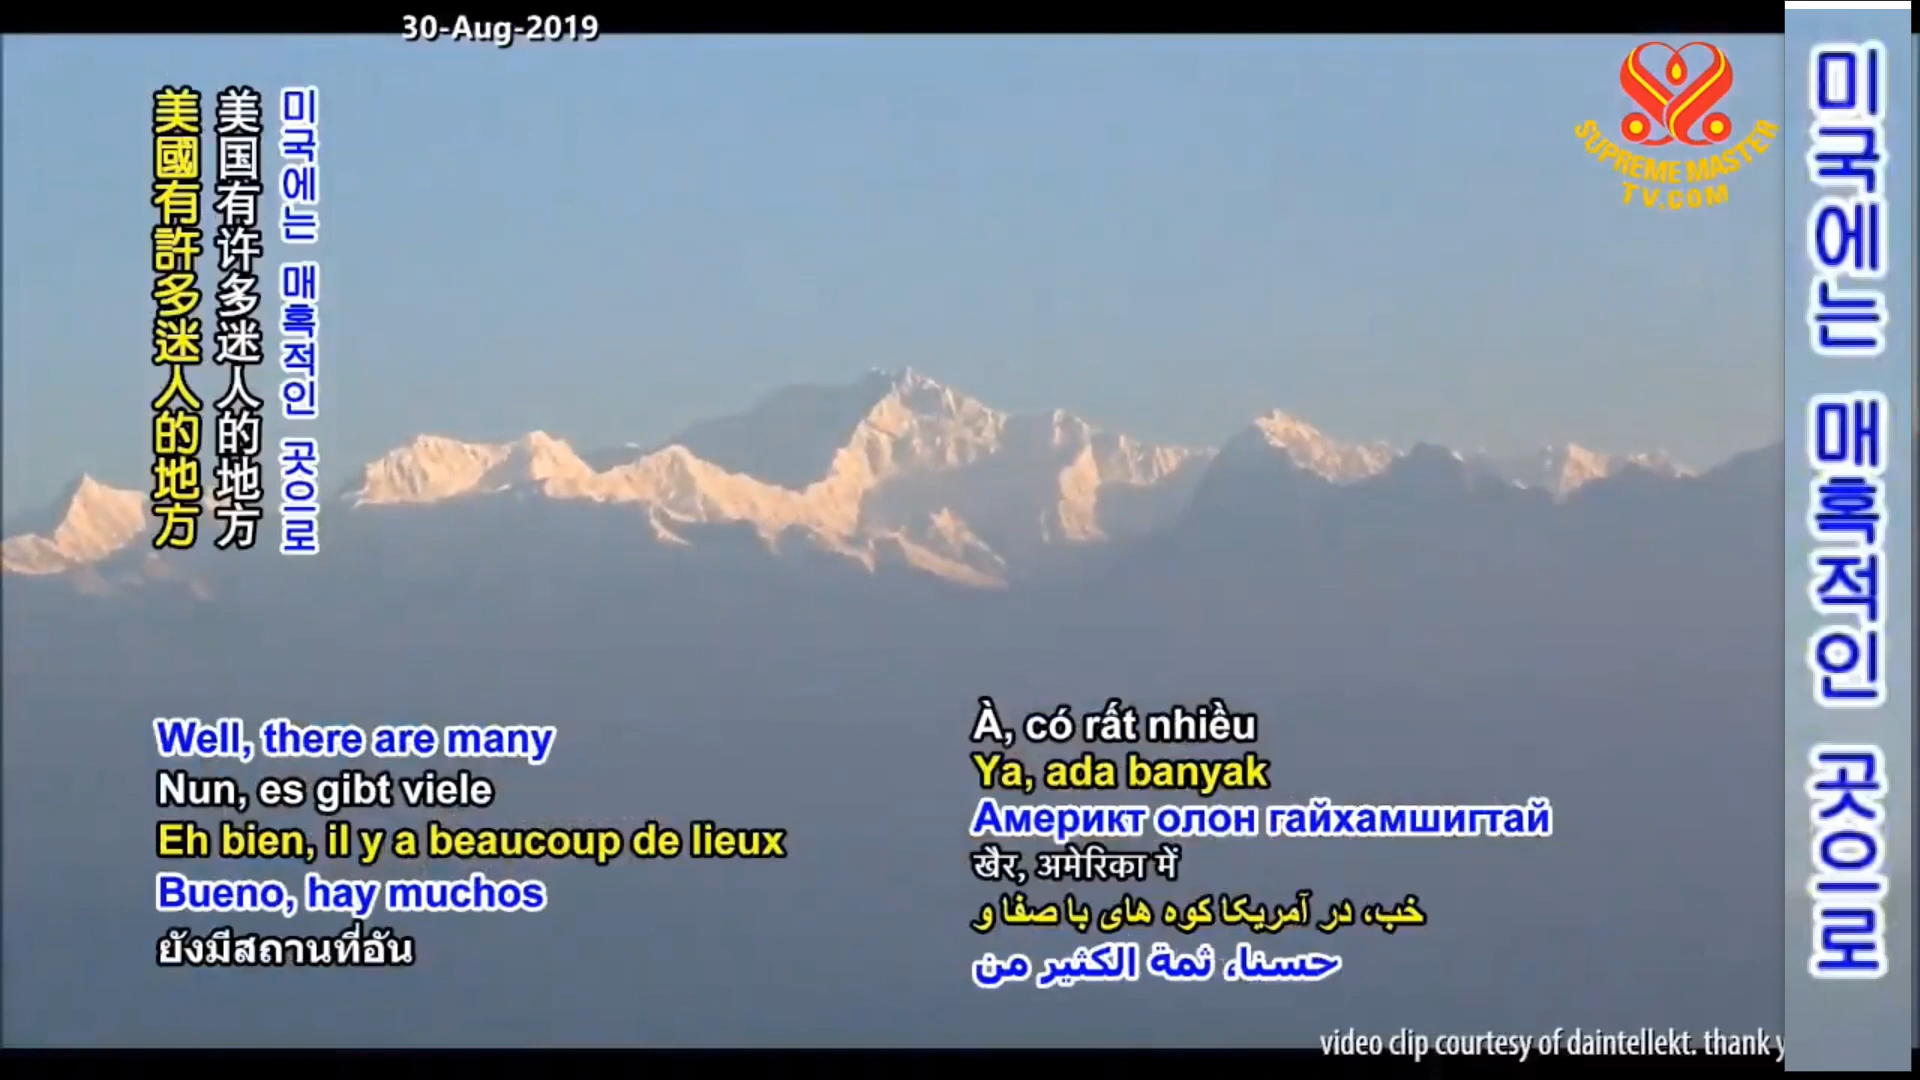 30-Aug-2019
SUPREME MASTER
TV.COM
美國有許多迷人的地方
美国有许多迷人的地方
미국에는 매혹적인 곳으로
미국에는 매혹적인 곳으로
Well, there are many
Nun, es gibt viele
Eh bien, il y a beaucoup de lieux
Bueno, hay muchos
ยังมีสถานที่อัน
À, có rất nhiều
Ya, ada banyak
Америкт олон гайхамшигтай
खैर, अमेरिका में
خب، در آمریکا کوه های با صفا و
حسنا، ثمة الكثير من
video clip courtesy of daintellekt. thank y